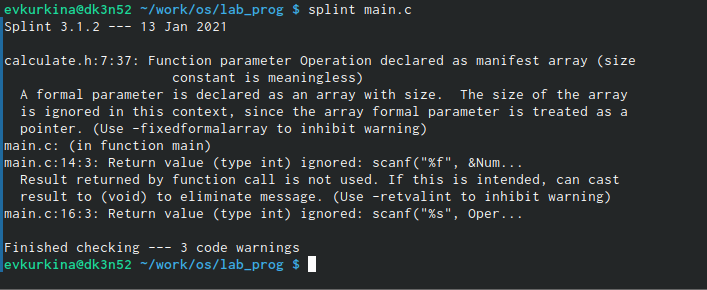 evkurkina@dk3n52 ~/work/os/lab_prog $ splint main.c
Splint 3.1.2 --- 13 Jan 2021
calculate.h:7:37: Function parameter Operation declared as manifest array (size
constant is meaningless)
A formal parameter is declared as an array with size.  The size of the array
is ignored in this context, since the array formal parameter is treated as a
pointer. (Use -fixedformalarray to inhibit warning)
main.c: (in function main)
main.c:14:3: Return value (type int) ignored: scanf("%f", &Num...
Result returned by function call is not used. If this is intended, can cast
result to (void) to eliminate message. (Use -retvalint to inhibit warning)
main.c:16:3: Return value (type int) ignored: scanf("%s", Oper...
Finished checking --- 3 code warnings
evkurkina@dk3n52 ~/work/os/lab_prog $